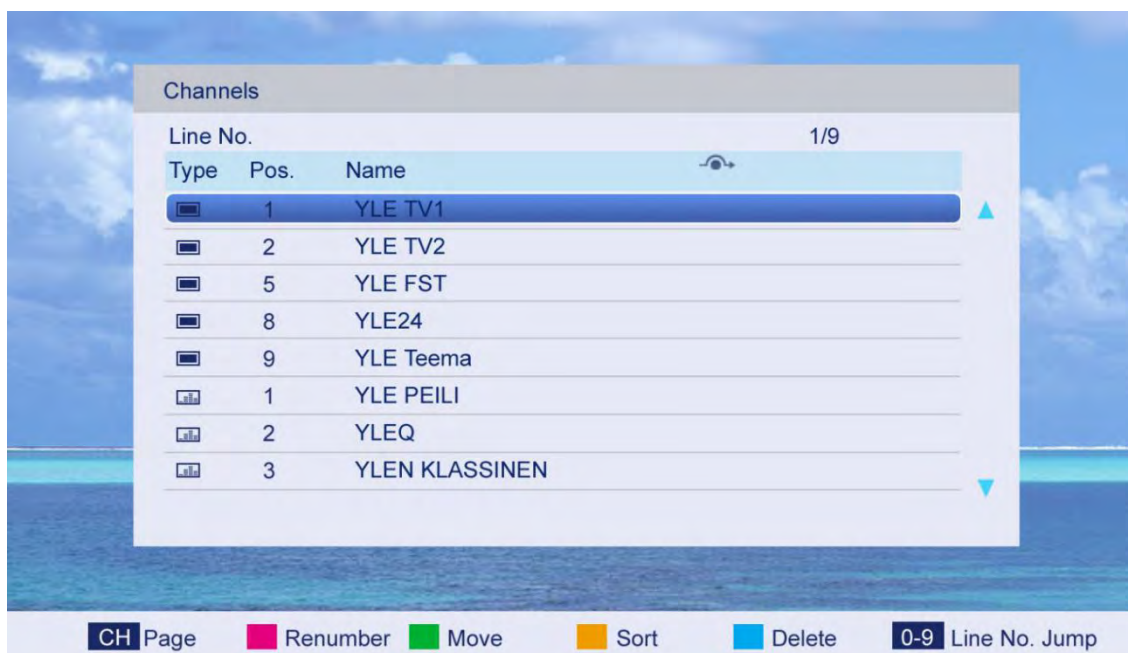 Channels
Line No. 1/9
Type Pos. Name
1 YLE TV1
2 YLE TV2
5 YLE FST
8 YLE24
9 YLE Teema
1 YLE PEILI
2 YLEQ
3 YLEN KLASSINEN
CH Page Renumber Move Sort Delete 0-9 Line No. Jump